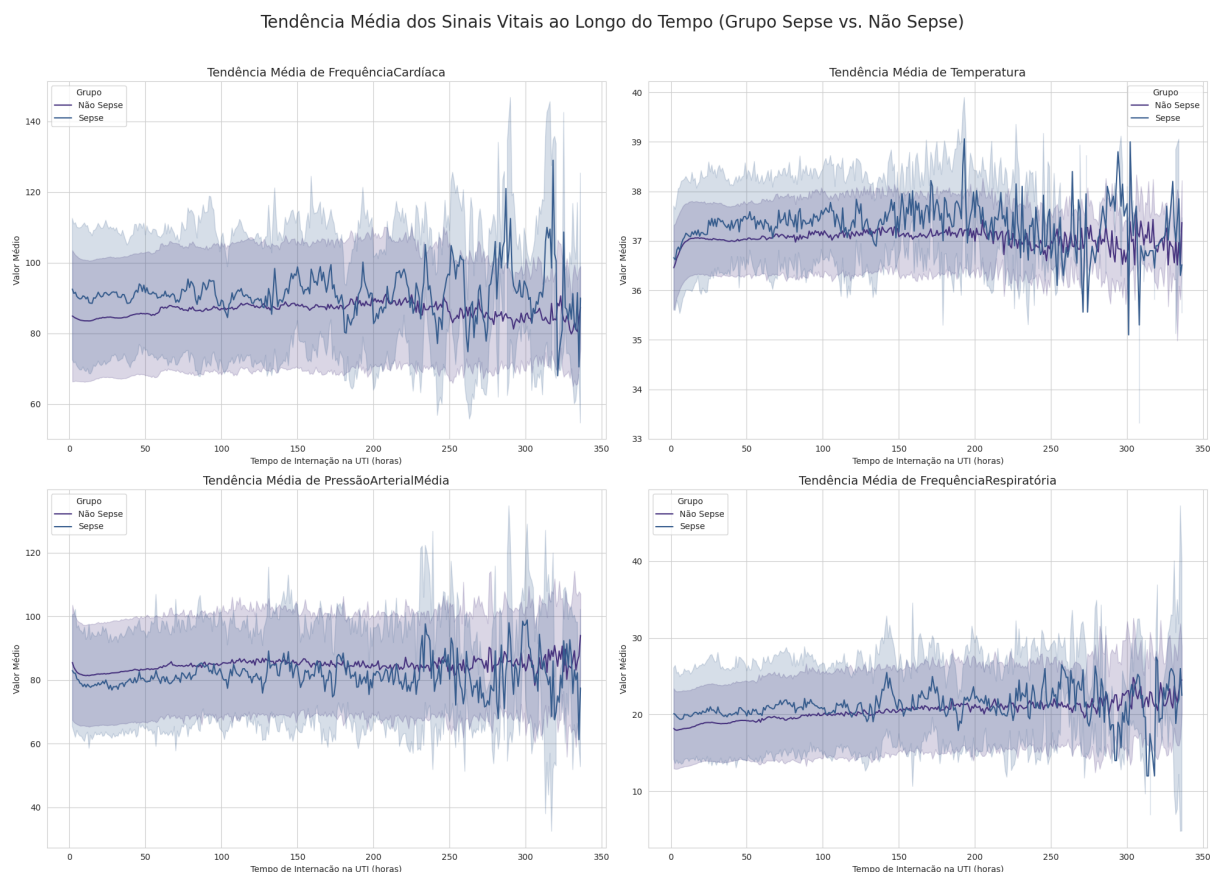 Tendência Média dos Sinais Vitais ao Longo do Tempo (Grupo Sepse vs. Não Sepse)
Tendência Média de FrequênciaCardíaca
Grupo
Não Sepse
Sepse
Valor Médio
140
120
100
80
60
0 50 100 150 200 250 300 350
Tempo de Internação na UTI (horas)
Tendência Média de Temperatura
Grupo
Não Sepse
Sepse
Valor Médio
40
39
38
37
36
35
34
33
0 50 100 150 200 250 300 350
Tempo de Internação na UTI (horas)
Tendência Média de PressãoArterialMédia
Grupo
Não Sepse
Sepse
Valor Médio
120
100
80
60
40
0 50 100 150 200 250 300 350
Tempo de Internação na UTI (horas)
Tendência Média de FrequênciaRespiratória
Grupo
Não Sepse
Sepse
Valor Médio
40
30
20
10
0 50 100 150 200 250 300 350
Tempo de Internação na UTI (horas)